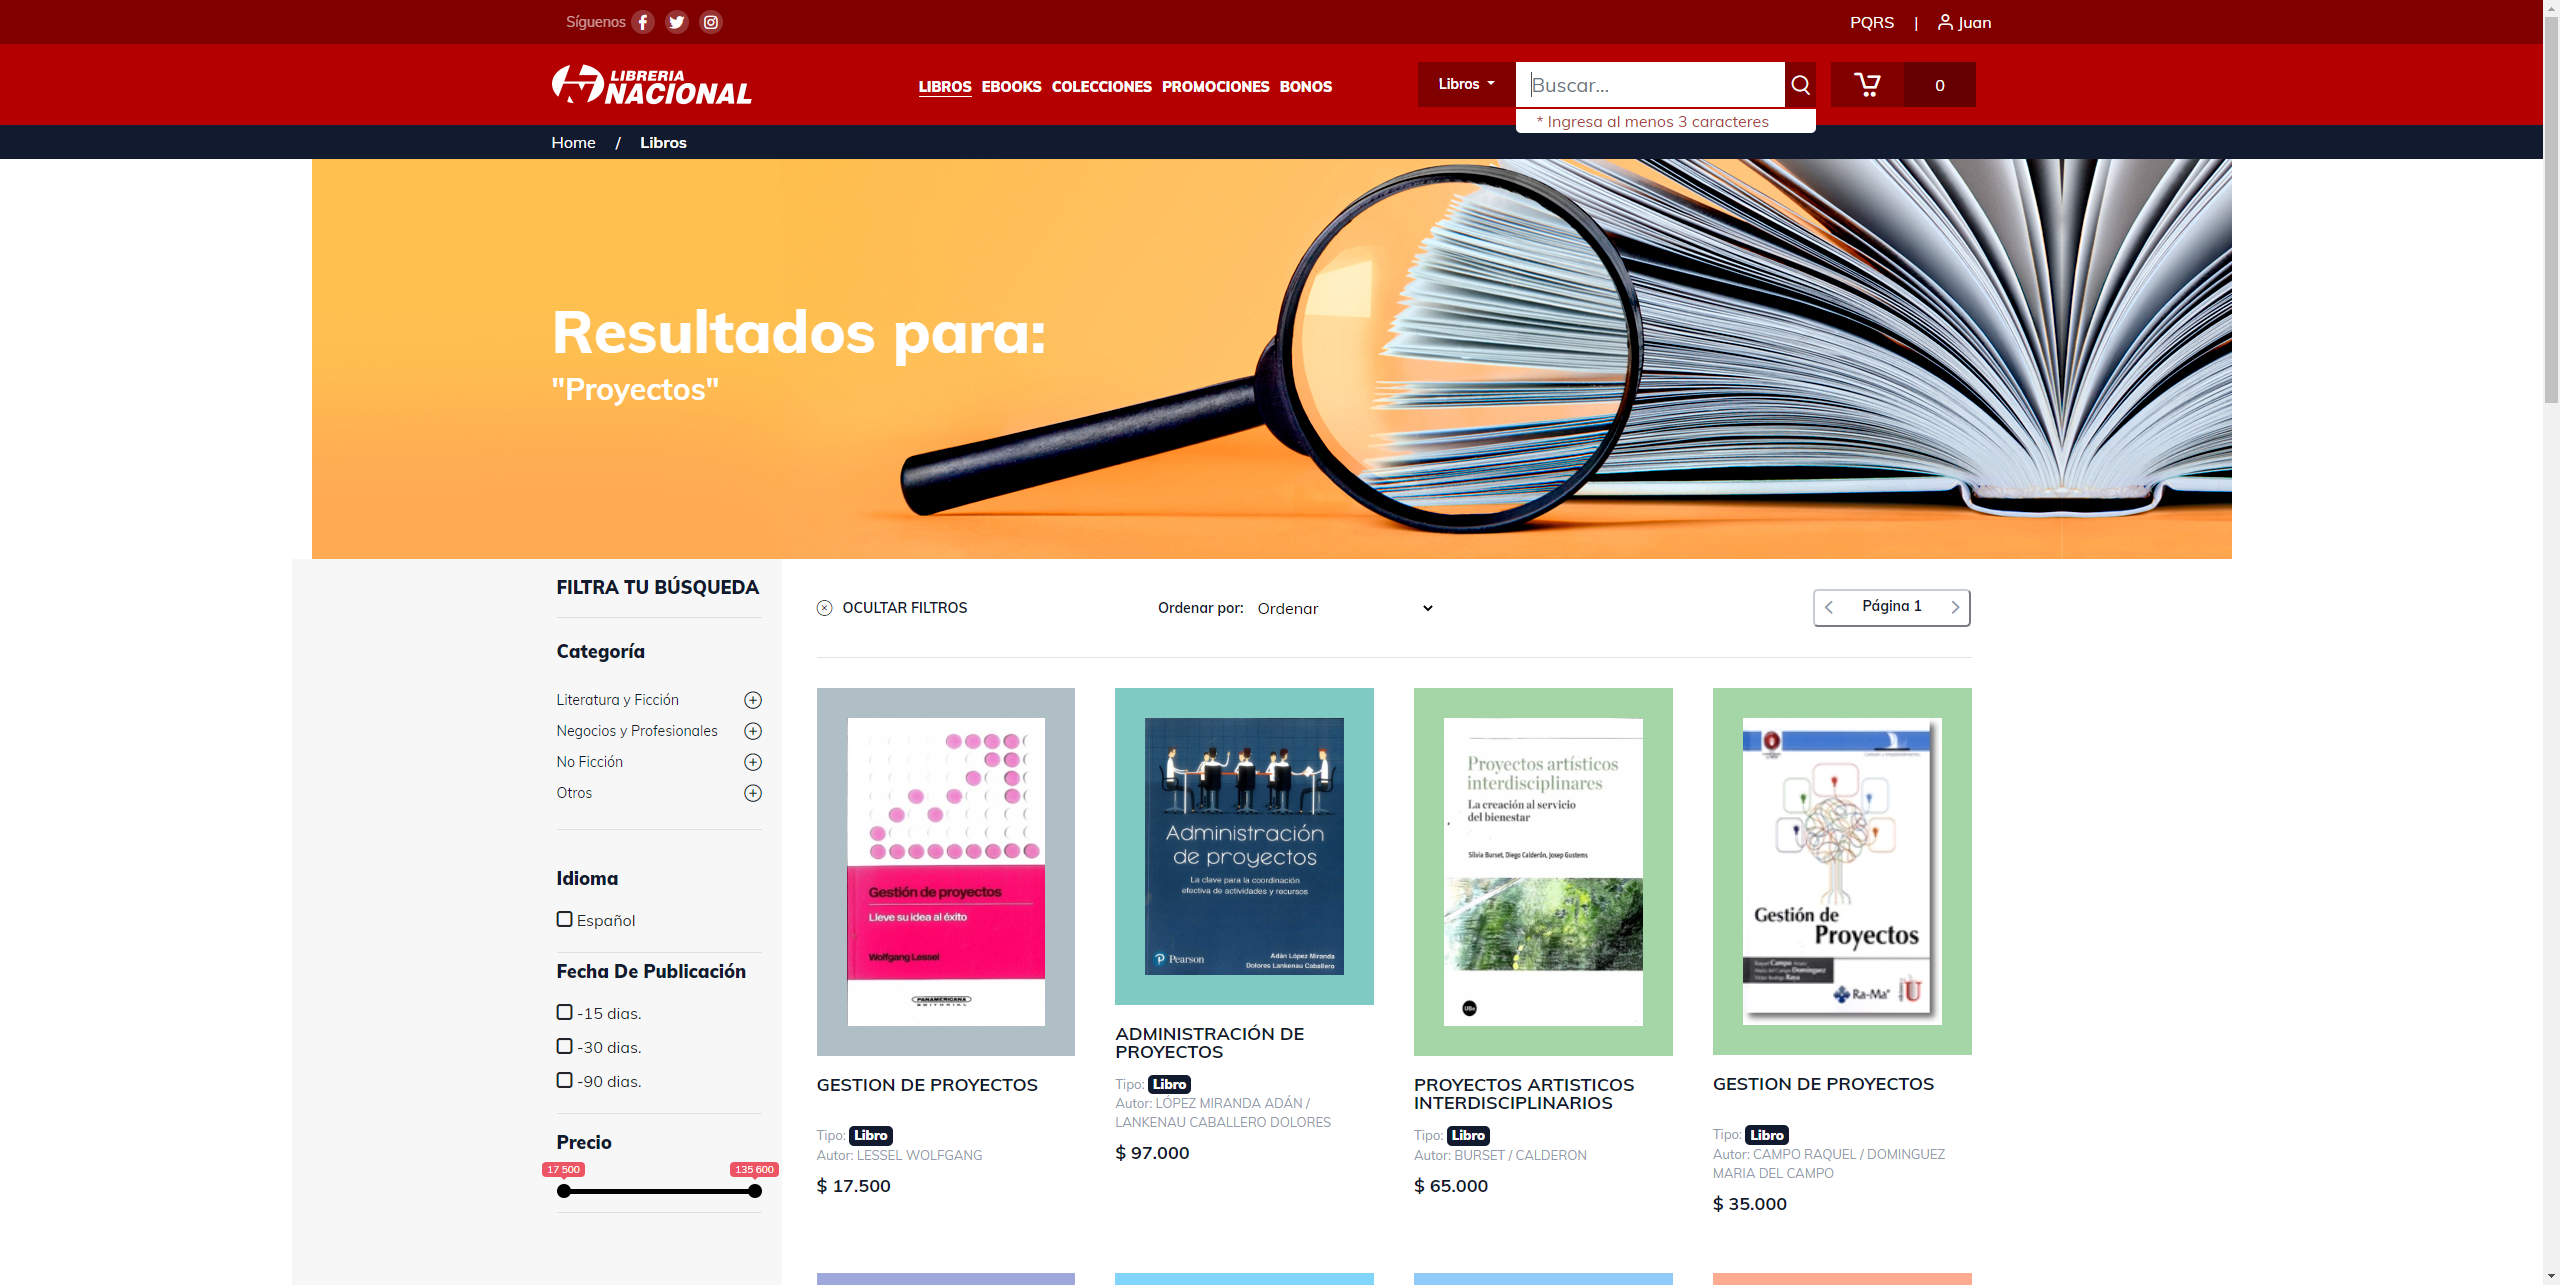 Síguenos
PQRS | Juan
LIBRERIA
NACIONAL
LIBROS EBOOKS COLECCIONES PROMOCIONES BONOS
Libros
Buscar...
0
* Ingresa al menos 3 caracteres
Home / Libros
Resultados para:
"Proyectos"
FILTRA TU BÚSQUEDA
Categoría
Literatura y Ficción
Negocios y Profesionales
No Ficción
Otros
Idioma
Español
Fecha De Publicación
-15 dias.
-30 dias.
-90 dias.
Precio
17 500
135 600
OCULTAR FILTROS
Ordenar por: Ordenar
Página 1
Gestión de proyectos
Lleve su idea al éxito
Wolfgang Lessel
PANAMERICANA
EDITORIAL
GESTION DE PROYECTOS
Tipo: Libro
Autor: LESSEL WOLFGANG
$ 17.500
Administración
de proyectos
La clave para la coordinación
efectiva de actividades y recursos
Pearson
Adán López Miranda
Dolores Lankenau Caballero
ADMINISTRACIÓN DE
PROYECTOS
Tipo: Libro
Autor: LÓPEZ MIRANDA ADÁN /
LANKENAU CABALLERO DOLORES
$ 97.000
Proyectos artísticos
interdisciplinares
La creación al servicio
del bienestar
Sílvia Burset, Diego Calderón, Josep Gustems
UBe
PROYECTOS ARTISTICOS
INTERDISCIPLINARIOS
Tipo: Libro
Autor: BURSET / CALDERON
$ 65.000
Gestión de
Proyectos
Ra-Ma
U
GESTION DE PROYECTOS
Tipo: Libro
Autor: CAMPO RAQUEL / DOMINGUEZ
MARIA DEL CAMPO
$ 35.000